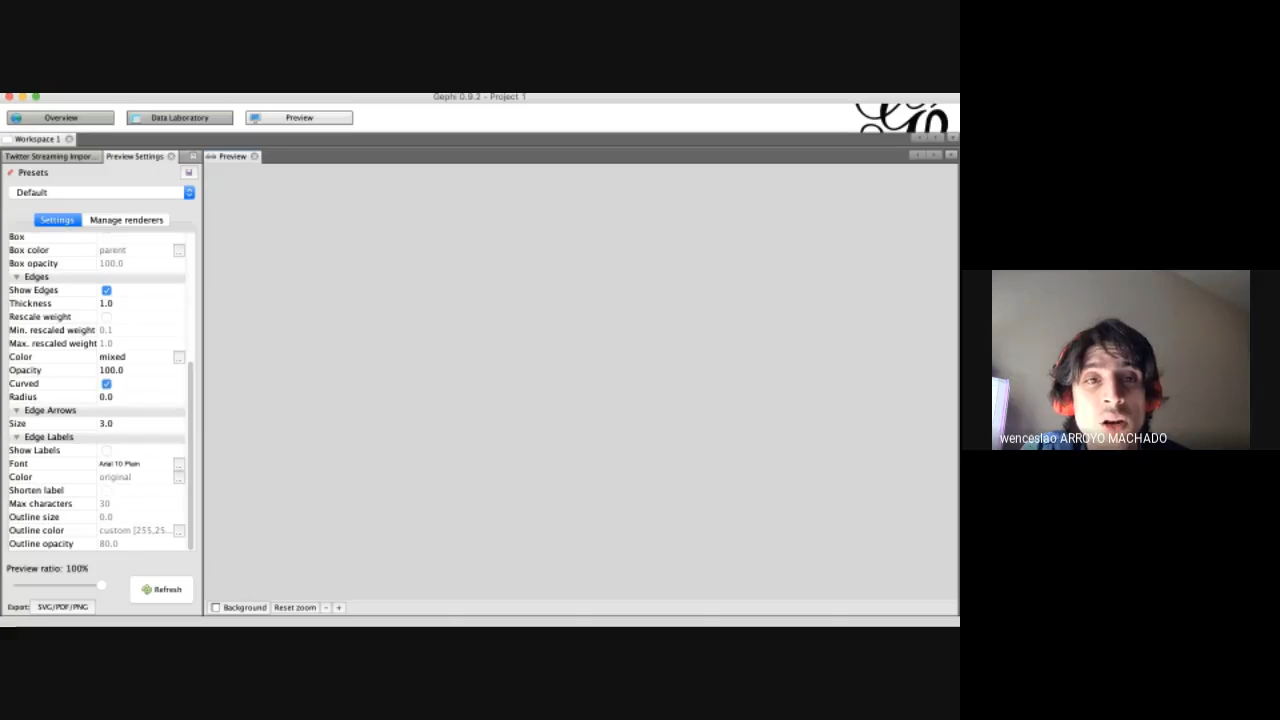 Gephi 0.9.2 - Project 1
Overview
Data Laboratory
Preview
Workspace 1
Twitter Streaming Impor...
Preview Settings
Preview
Presets
Default
Settings
Manage renderers
Box
Box color parent ...
Box opacity 100.0
Edges
Show Edges
Thickness 1.0
Rescale weight
Min. rescaled weight 0.1
Max. rescaled weight 1.0
Color mixed ...
Opacity 100.0
Curved
Radius 0.0
Edge Arrows
Size 3.0
Edge Labels
Show Labels
Font Arial 10 Plain ...
Color original ...
Shorten label
Max characters 30
Outline size 0.0
Outline color custom [255,25... ...
Outline opacity 80.0
Preview ratio: 100%
Refresh
Export: SVG/PDF/PNG
Background
Reset zoom - +
wenceslao ARROYO MACHADO